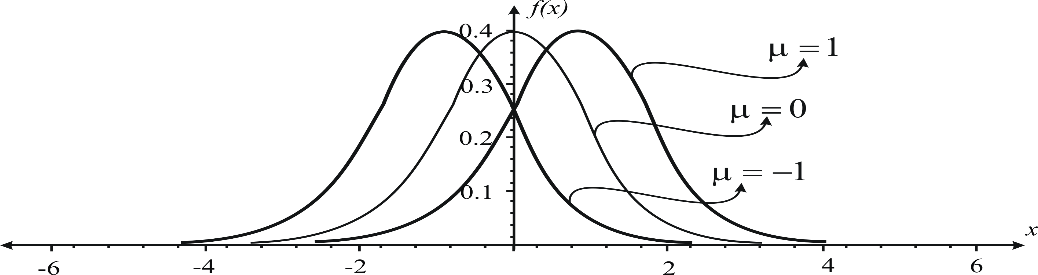 f(x)
0.4
μ = 1
0.3
μ = 0
0.2
μ = −1
0.1
x
-6 -4 -2 2 4 6